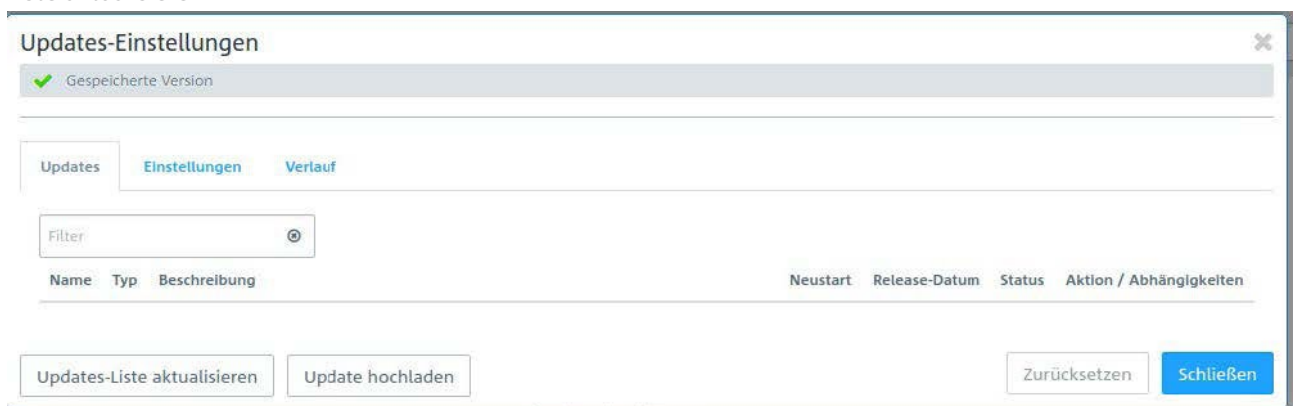 Updates-Einstellungen
Gespeicherte Version
Updates Einstellungen Verlauf
Filter
Name Typ Beschreibung Neustart Release-Datum Status Aktion / Abhängigkeiten
Updates-Liste aktualisieren Update hochladen Zurücksetzen Schließen